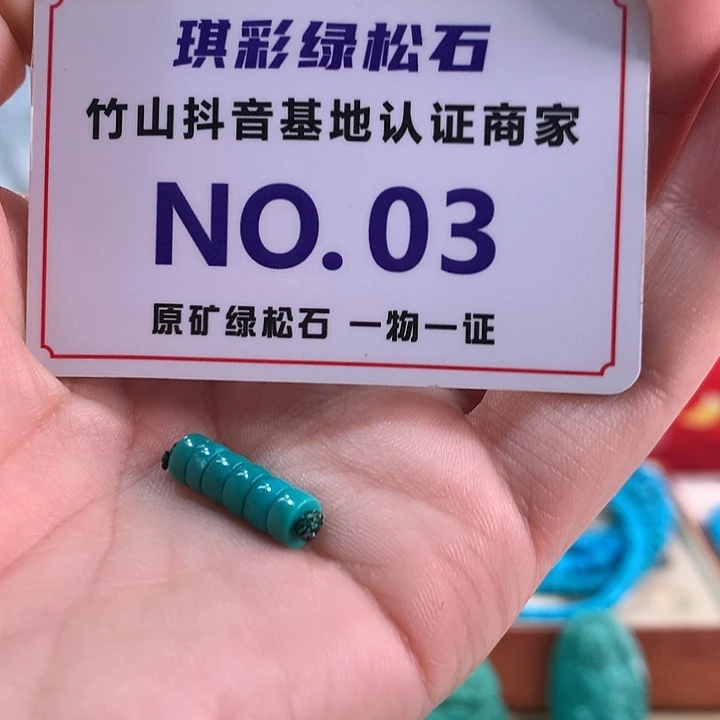 琪彩绿松石
竹山抖音基地认证商家
NO.03
原矿绿松石 一物一证